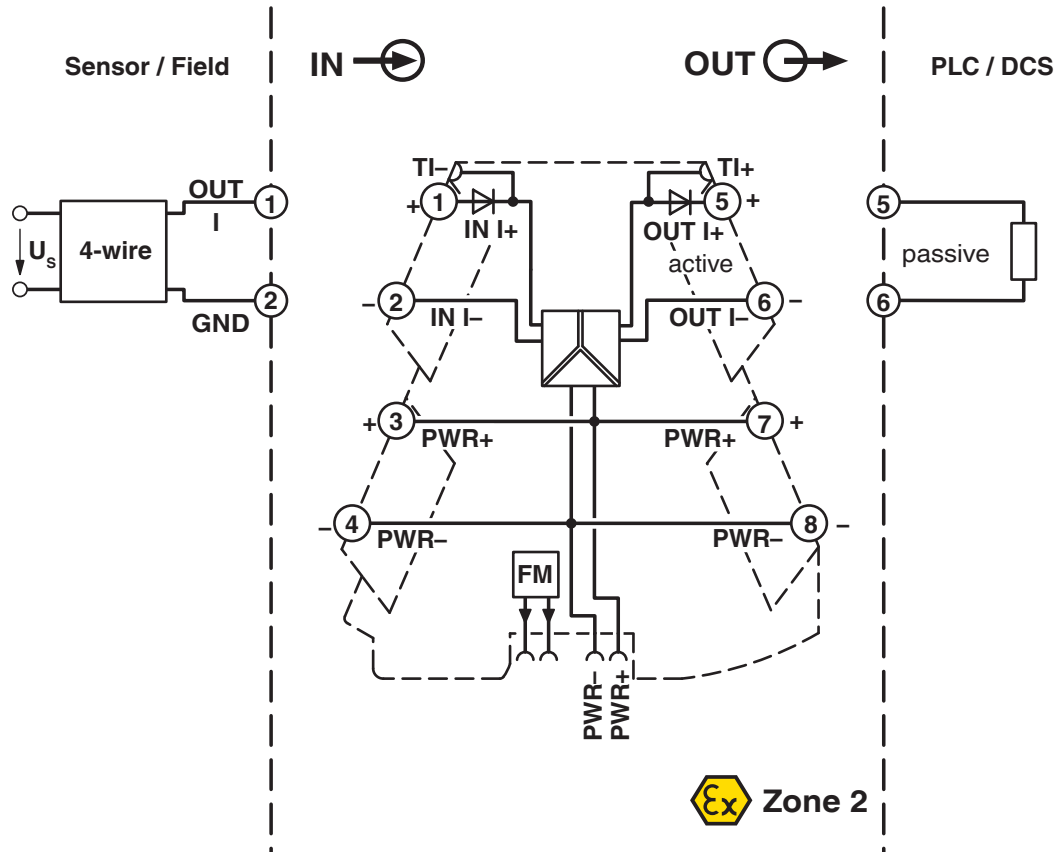 Sensor / Field
IN
OUT
PLC / DCS
TI–
TI+
OUT
I
1
+
1
IN I+
5
+
OUT I+
active
5
U
s
4-wire
passive
2
GND
–
2
IN I–
OUT I–
6
–
6
+
3
PWR+
PWR+
7
+
–
4
PWR–
PWR–
8
–
FM
PWR–
PWR+
Ex
Zone 2